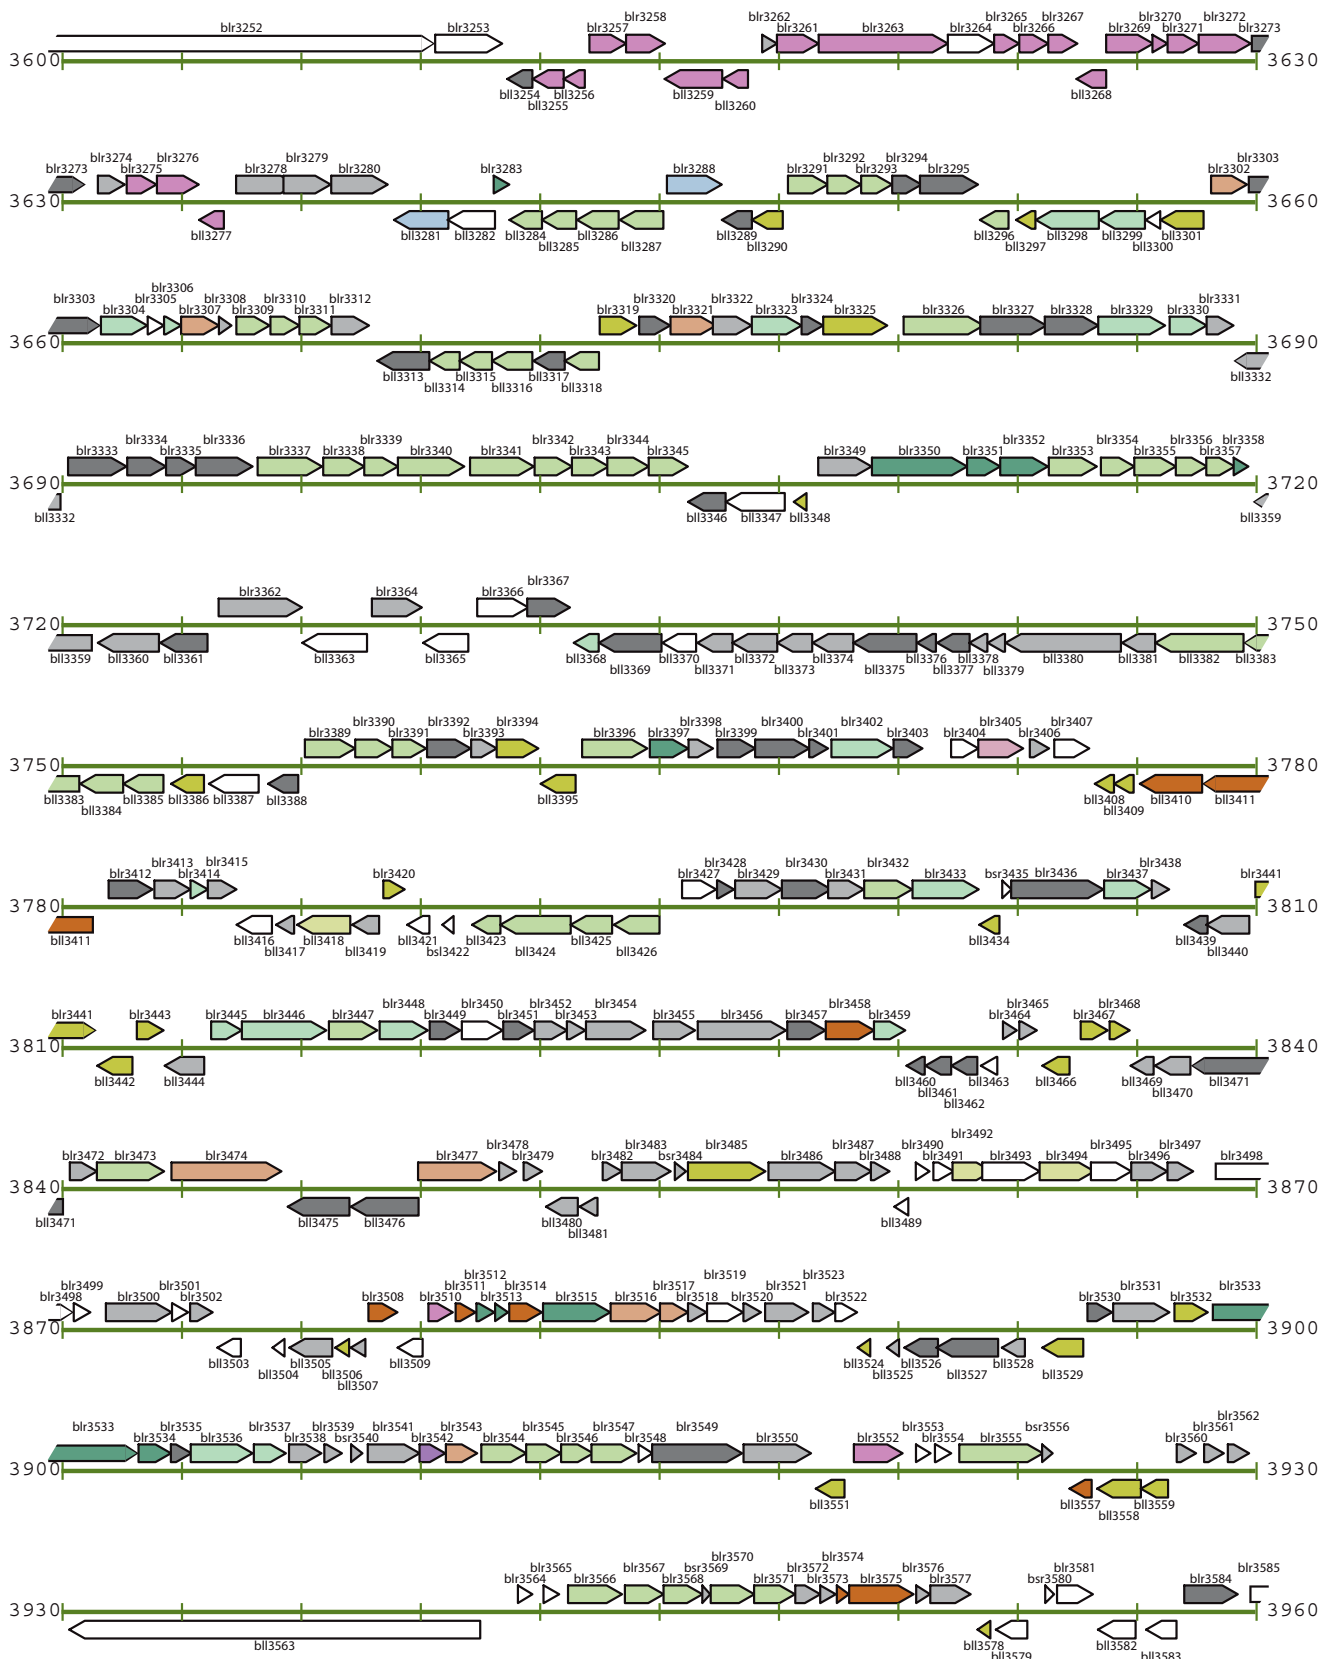 blr3252 blr3253 blr3257 blr3258 blr3262 blr3261 blr3263 blr3264 blr3265 blr3266 blr3267 blr3269 blr3270 blr3271 blr3272 blr3273
3600 3630
bll3254 bll3255 bll3256 bll3259 bll3260 bll3268
blr3273 blr3274 blr3275 blr3276 blr3278 blr3279 blr3280 blr3283 blr3288 blr3291 blr3292 blr3293 blr3294 blr3295 blr3302 blr3303
3630 3660
bll3277 bll3281 bll3282 bll3284 bll3285 bll3286 bll3287 bll3289 bll3290 bll3296 bll3297 bll3298 bll3299 bll3300 bll3301
blr3303 blr3304 blr3305 blr3306 blr3307 blr3308 blr3309 blr3310 blr3311 blr3312 blr3319 blr3320 blr3321 blr3322 blr3323 blr3324 blr3325 blr3326 blr3327 blr3328 blr3329 blr3330 blr3331
3660 3690
bll3313 bll3314 bll3315 bll3316 bll3317 bll3318 bll3332
blr3333 blr3334 blr3335 blr3336 blr3337 blr3338 blr3339 blr3340 blr3341 blr3342 blr3343 blr3344 blr3345 blr3349 blr3350 blr3351 blr3352 blr3353 blr3354 blr3355 blr3356 blr3357 blr3358
3690 3720
bll3332 bll3346 bll3347 bll3348 bll3359
blr3362 blr3364 blr3366 blr3367
3720 3750
bll3359 bll3360 bll3361 bll3363 bll3365 bll3368 bll3369 bll3370 bll3371 bll3372 bll3373 bll3374 bll3375 bll3376 bll3377 bll3378 bll3379 bll3380 bll3381 bll3382 bll3383
blr3389 blr3390 blr3391 blr3392 blr3393 blr3394 blr3396 blr3397 blr3398 blr3399 blr3400 blr3401 blr3402 blr3403 blr3404 blr3405 blr3406 blr3407
3750 3780
bll3383 bll3384 bll3385 bll3386 bll3387 bll3388 bll3395 bll3408 bll3409 bll3410 bll3411
blr3412 blr3413 blr3414 blr3415 blr3420 blr3427 blr3428 blr3429 blr3430 blr3431 blr3432 blr3433 bsr3435 blr3436 blr3437 blr3438 blr3441
3780 3810
bll3411 bll3416 bll3417 bll3418 bll3419 bll3421 bsl3422 bll3423 bll3424 bll3425 bll3426 bll3434 bll3439 bll3440
blr3441 blr3443 blr3445 blr3446 blr3447 blr3448 blr3449 blr3450 blr3451 blr3452 blr3453 blr3454 blr3455 blr3456 blr3457 blr3458 blr3459 blr3464 blr3465 blr3467 blr3468
3810 3840
bll3442 bll3444 bll3460 bll3461 bll3462 bll3463 bll3466 bll3469 bll3470 bll3471
blr3472 blr3473 blr3474 blr3477 blr3478 blr3479 blr3482 blr3483 bsr3484 blr3485 blr3486 blr3487 blr3488 blr3490 blr3491 blr3492 blr3493 blr3494 blr3495 blr3496 blr3497 blr3498
3840 3870
bll3471 bll3475 bll3476 bll3480 bll3481 bll3489
blr3498 blr3499 blr3500 blr3501 blr3502 blr3508 blr3510 blr3511 blr3512 blr3513 blr3514 blr3515 blr3516 blr3517 blr3518 blr3519 blr3520 blr3521 blr3523 blr3522 blr3530 blr3531 blr3532 blr3533
3870 3900
bll3503 bll3504 bll3505 bll3506 bll3507 bll3509 bll3524 bll3525 bll3526 bll3527 bll3528 bll3529
blr3533 blr3534 blr3535 blr3536 blr3537 blr3538 blr3539 bsr3540 blr3541 blr3542 blr3543 blr3544 blr3545 blr3546 blr3547 blr3548 blr3549 blr3550 blr3552 blr3553 blr3554 blr3555 bsr3556 blr3560 blr3561 blr3562
3900 3930
bll3551 bll3557 bll3558 bll3559
blr3564 blr3565 blr3566 blr3567 blr3568 bsr3569 blr3570 blr3571 blr3572 blr3573 blr3574 blr3575 blr3576 blr3577 bsr3580 blr3581 blr3584 blr3585
3930 3960
bll3563 bll3578 bll3579 bll3582 bll3583